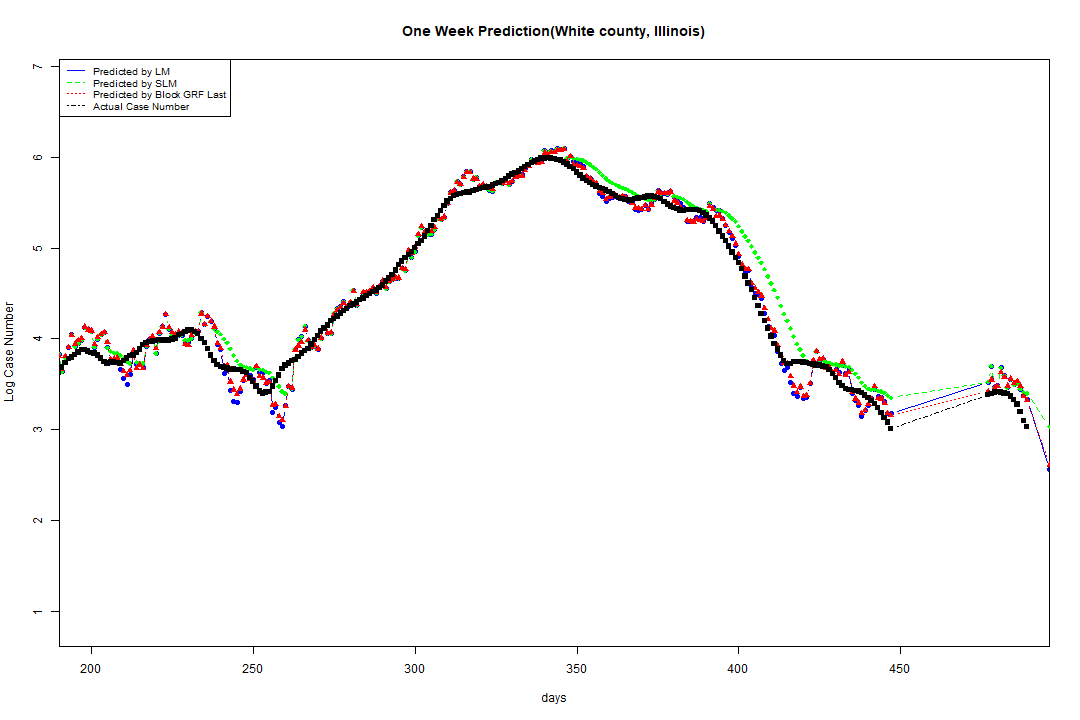 One Week Prediction(White county, Illinois)
Predicted by LM
Predicted by SLM
Predicted by Block GRF Last
Actual Case Number
Log Case Number
7
6
5
4
3
2
1
200 250 300 350 400 450
days